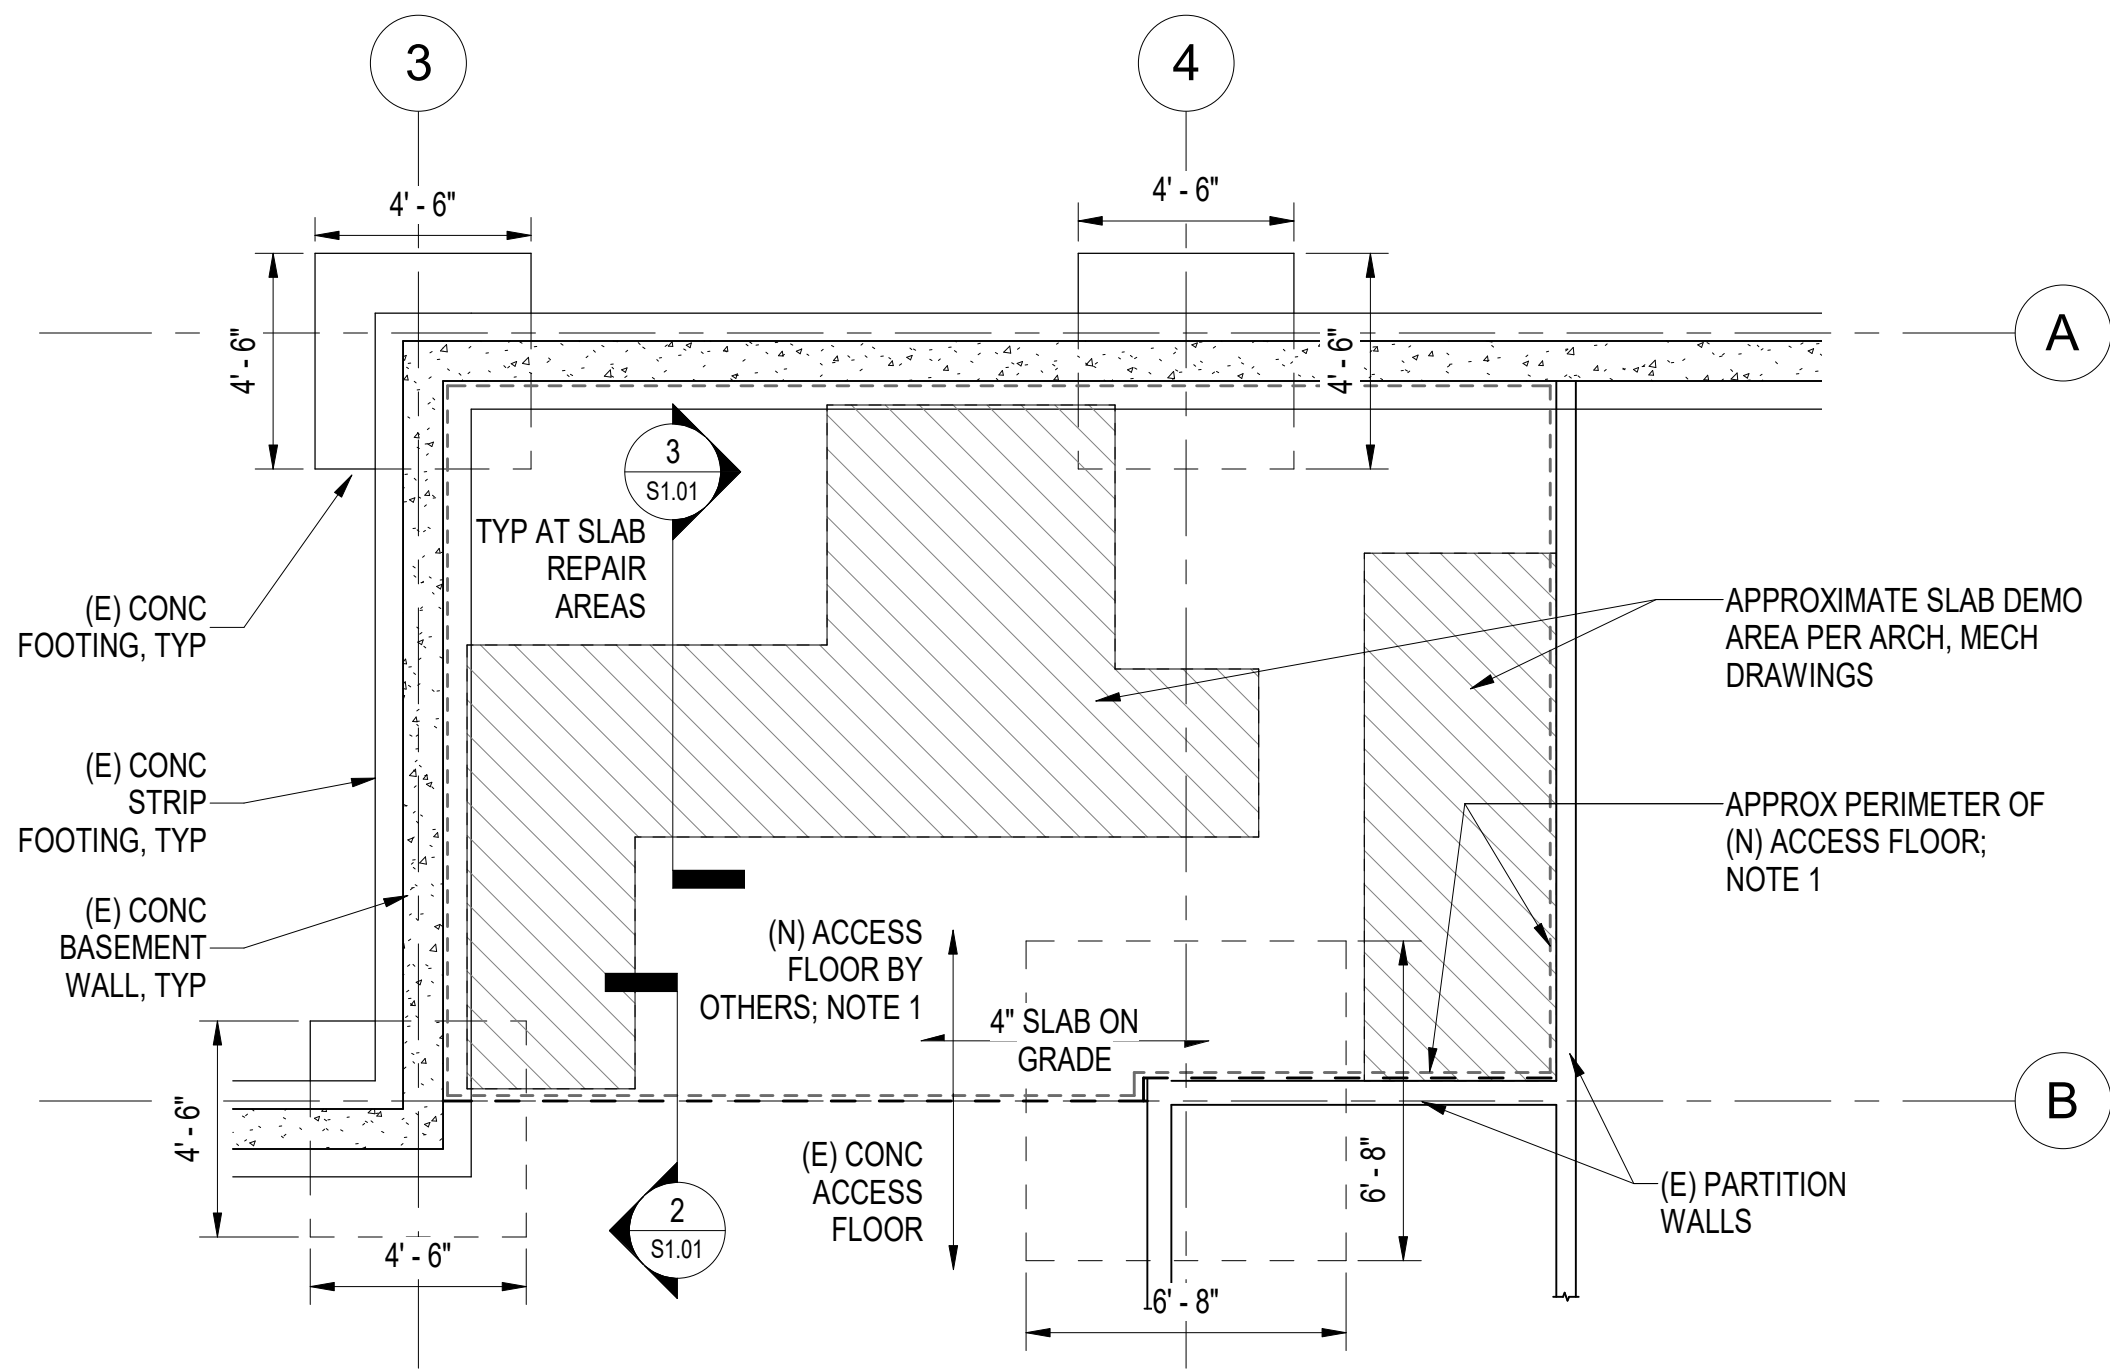 3
4
4' - 6"
4' - 6"
4' - 6"
4' - 6"
A
3
S1.01
TYP AT SLAB
REPAIR
AREAS
(E) CONC
FOOTING, TYP
APPROXIMATE SLAB DEMO
AREA PER ARCH, MECH
DRAWINGS
(E) CONC
STRIP
FOOTING, TYP
APPROX PERIMETER OF
(N) ACCESS FLOOR;
NOTE 1
(E) CONC
BASEMENT
WALL, TYP
(N) ACCESS
FLOOR BY
OTHERS; NOTE 1
4" SLAB ON
GRADE
B
4' - 6"
4' - 6"
(E) CONC
ACCESS
FLOOR
6' - 8"
6' - 8"
(E) PARTITION
WALLS
2
S1.01